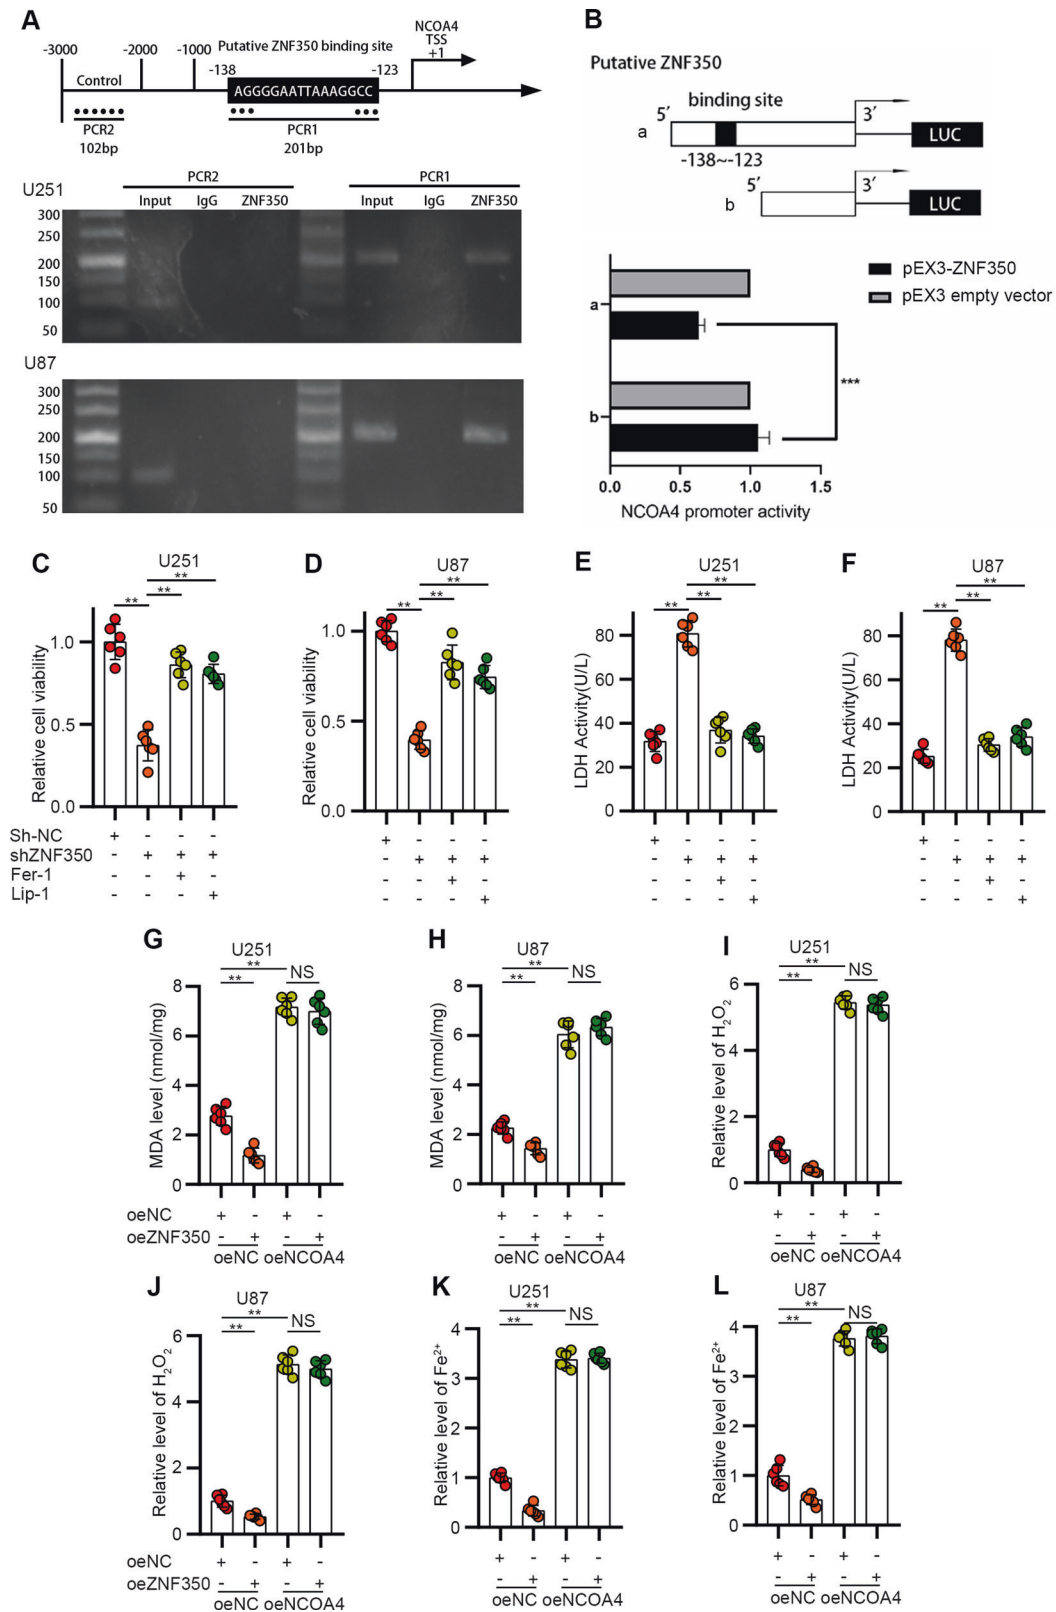 A
NCOA4
TSS
+1
-3000 -2000 -1000 Putative ZNF350 binding site
-138 -123
Control
AGGGGAATTAAAGGCC
PCR2 PCR1
102bp 201bp
U251
PCR2 PCR1
Input IgG ZNF350 Input IgG ZNF350
300
250
200
150
100
50
U87
300
250
200
150
100
50
B
Putative ZNF350
binding site
5′ 3′
a LUC
-138~-123
5′ 3′
b LUC
pEX3-ZNF350
pEX3 empty vector
a
b
***
0.0 0.5 1.0 1.5
NCOA4 promoter activity
C
U251
** ** **
Relative cell viability
1.0
0.5
0.0
Sh-NC + - - -
shZNF350 - + + +
Fer-1 - - + -
Lip-1 - - - +
D
U87
** ** **
Relative cell viability
1.0
0.5
0.0
+ - - -
- + + +
- - + -
- - - +
E
U251
** ** **
LDH Activity(U/L)
80
60
40
20
0
+ - - -
- + + +
- - + -
- - - +
F
U87
** ** **
LDH Activity(U/L)
80
60
40
20
0
+ - - -
- + + +
- - + -
- - - +
G
U251
** ** NS
MDA level (nmol/mg)
8
6
4
2
0
oeNC + - + -
oeZNF350 - + - +
oeNC oeNCOA4
H
U87
** ** NS
MDA level (nmol/mg)
8
6
4
2
0
+ - + -
- + - +
oeNC oeNCOA4
I
U251
** ** NS
Relative level of H₂O₂
6
4
2
0
+ - + -
- + - +
oeNC oeNCOA4
J
U87
** ** NS
Relative level of H₂O₂
6
4
2
0
oeNC + - + -
oeZNF350 - + - +
oeNC oeNCOA4
K
U251
** ** NS
Relative level of Fe²⁺
4
3
2
1
0
+ - + -
- + - +
oeNC oeNCOA4
L
U87
** ** NS
Relative level of Fe²⁺
4
3
2
1
0
+ - + -
- + - +
oeNC oeNCOA4